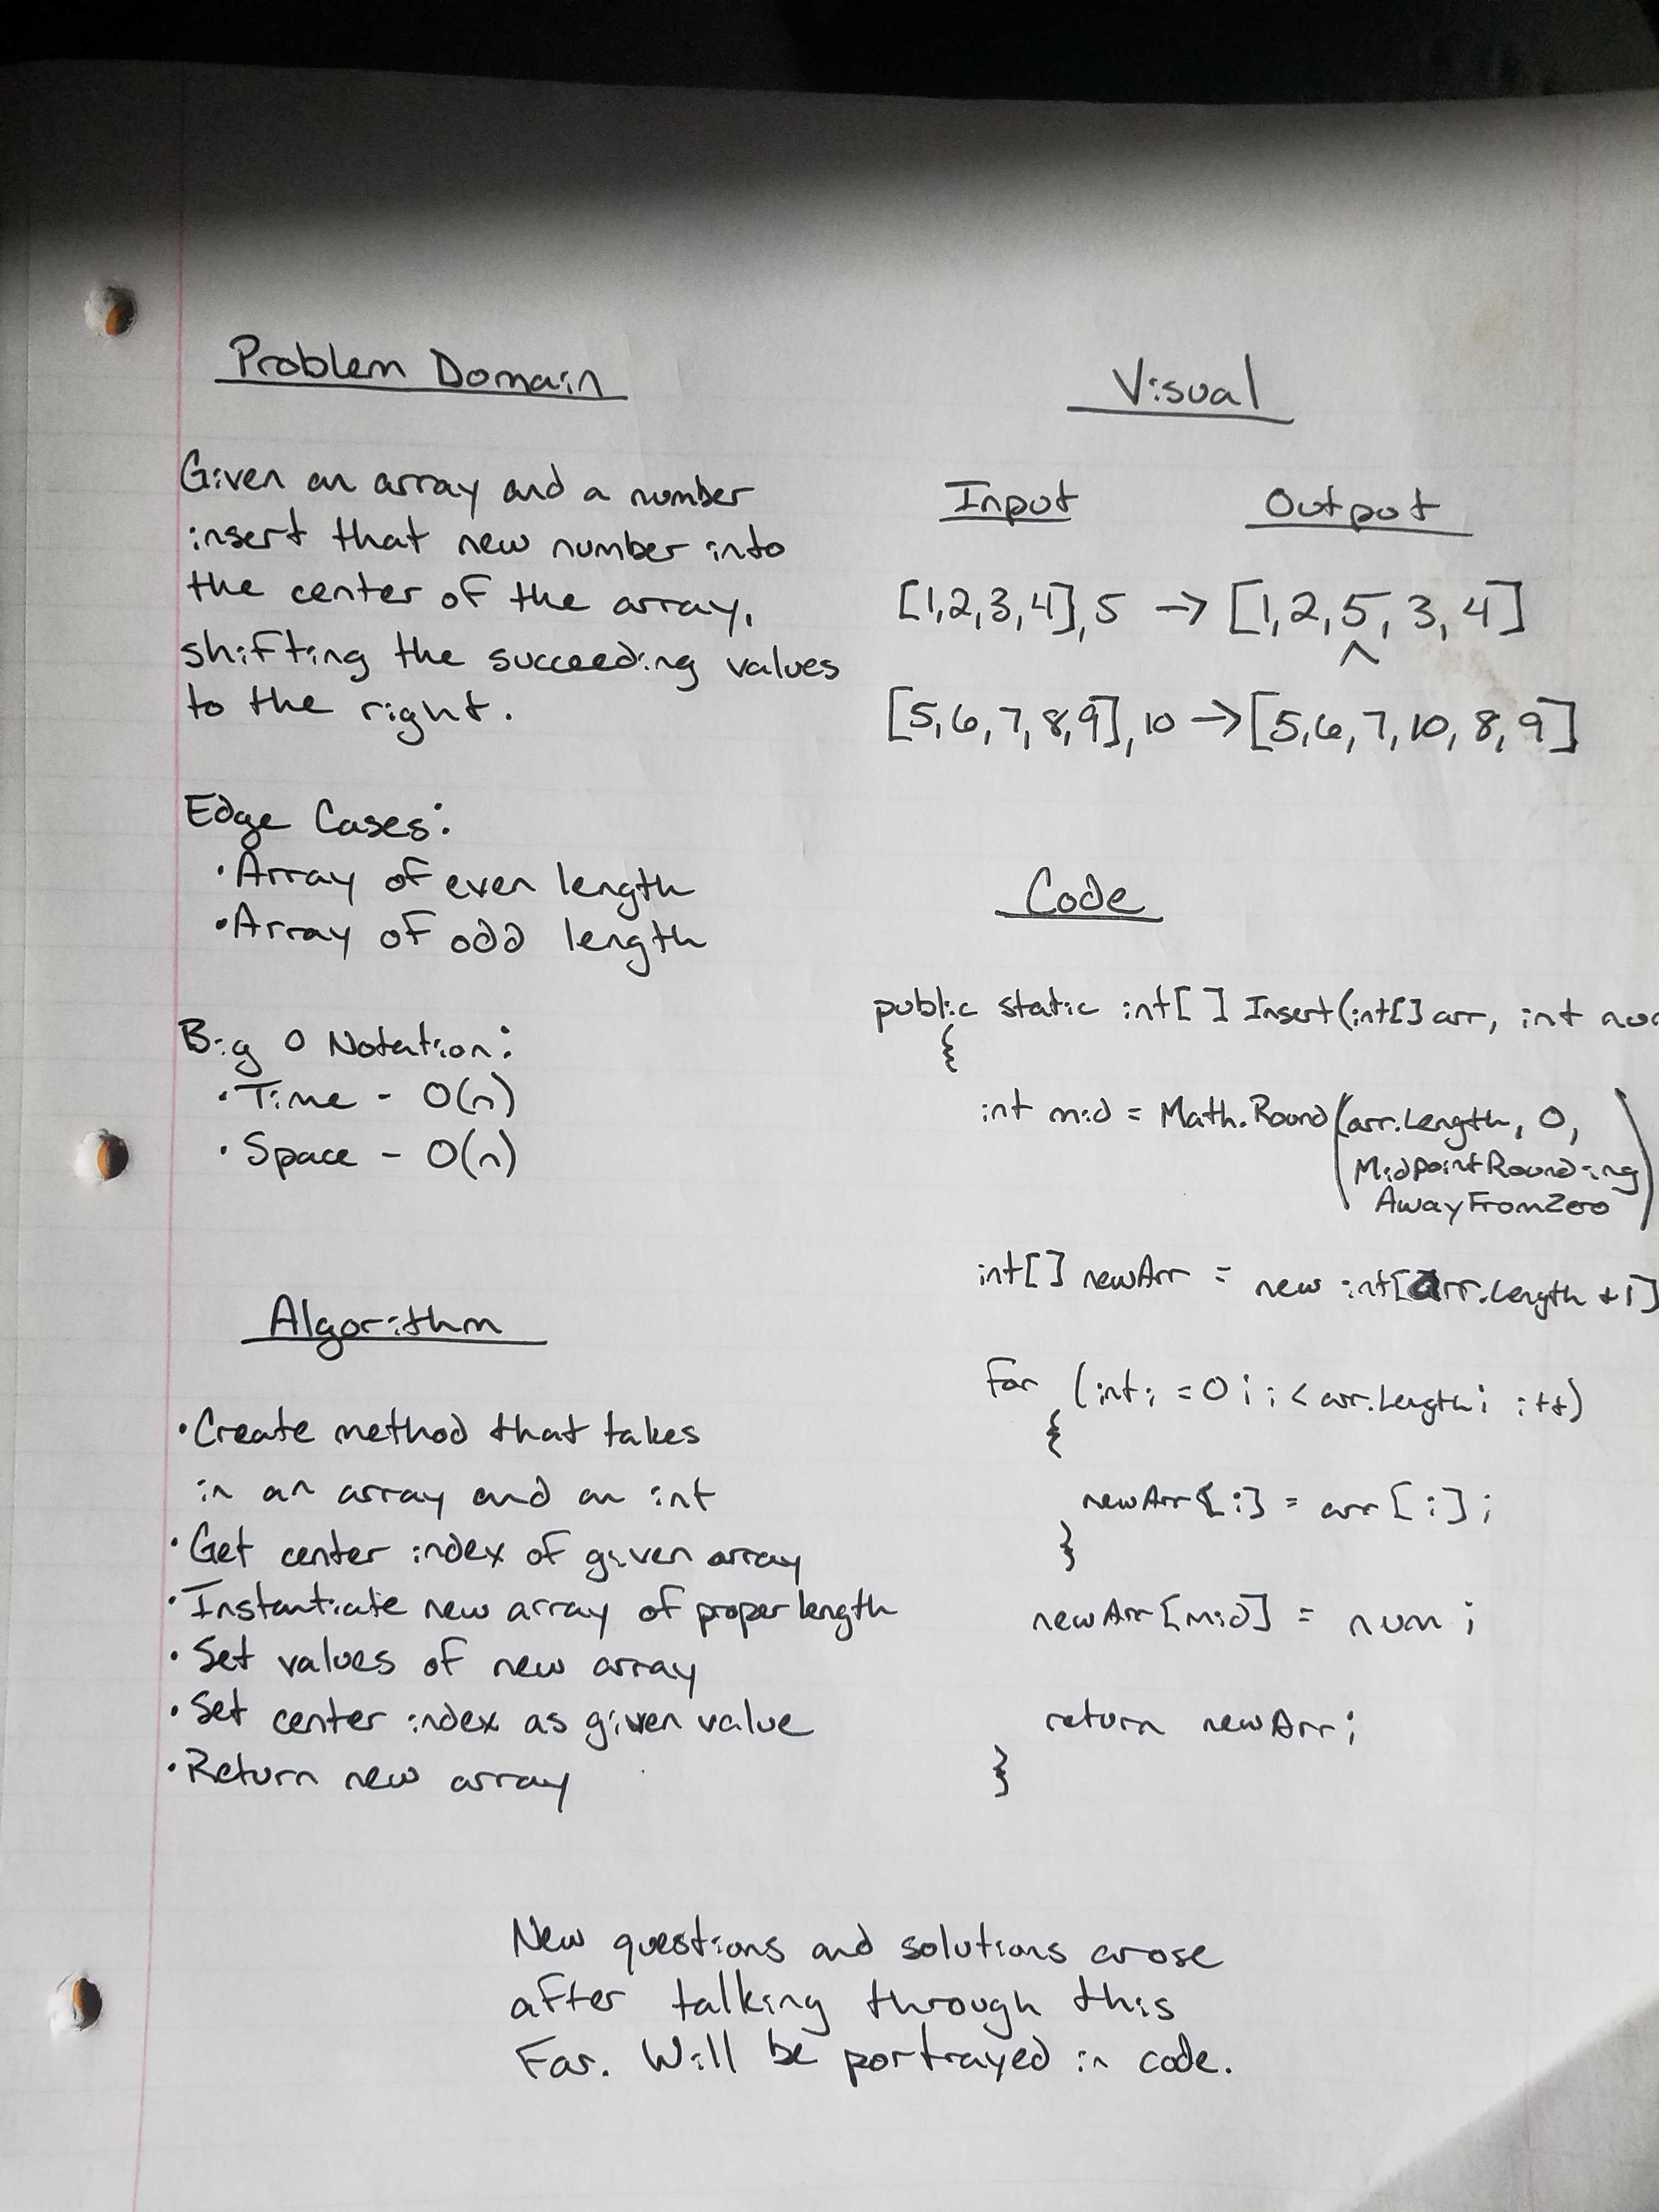 Problem Domain
Given an array and a number
insert that new number into
the center of the array,
shifting the succeeding values
to the right.
Edge Cases:
·Array of even length
·Array of odd length
Big O Notation:
·Time - O(n)
·Space - O(n)
Algorithm
·Create method that takes
in an array and an int
·Get center index of given array
·Instantiate new array of proper length
·Set values of new array
·Set center index as given value
·Return new array
Visual
Input Output
[1,2,3,4],5 → [1,2,5,3,4]
^
[5,6,7,8,9],10 → [5,6,7,10,8,9]
Code
public static int[ ] Insert(int[] arr, int
{
int mid = Math.Round(arr.Length, 0,
MidpointRounding
AwayFromZero)
int[] newArr = new int[arr.Length +1]
for (int i =0; i < arr.Length; i++)
{
newArr[i] = arr[i];
}
newArr[mid] = num;
return newArr;
}
New questions and solutions arose
after talking through this
far. Will be portrayed in code.